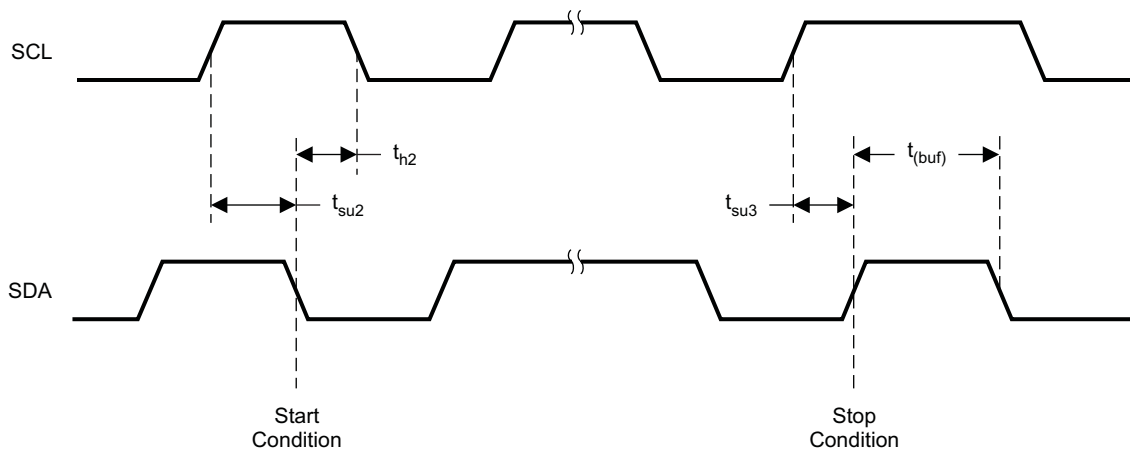 SCL
t_h2
t_(buf)
t_su2
t_su3
SDA
Start
Condition
Stop
Condition